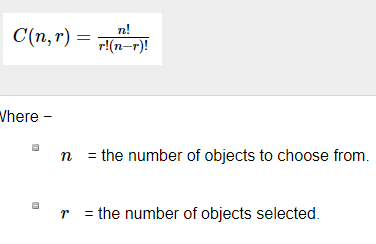 C(n, r) = n! / r!(n−r)!
Where −
n = the number of objects to choose from.
r = the number of objects selected.